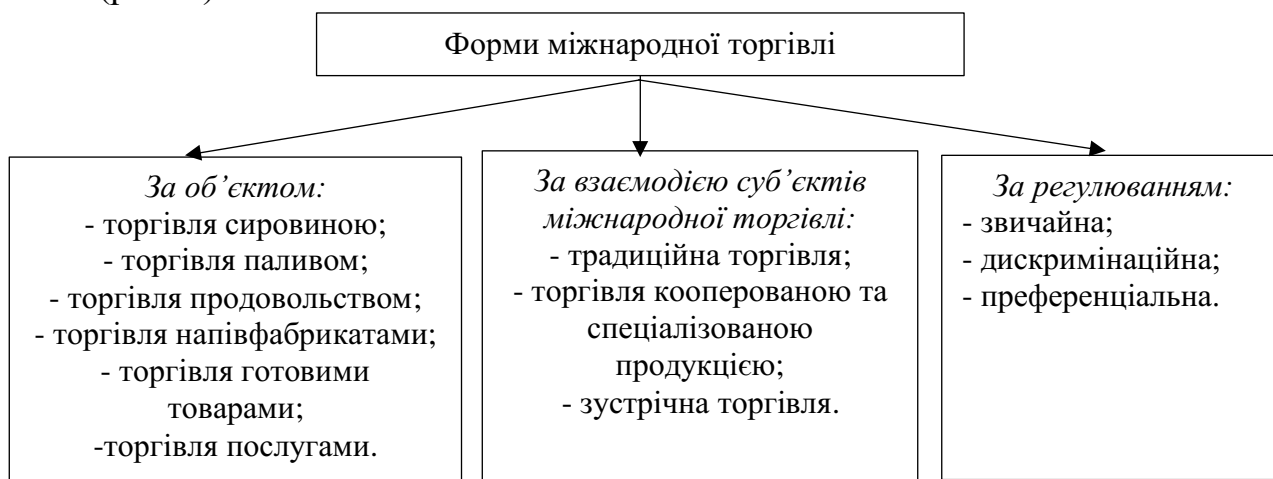 Форми міжнародної торгівлі
За об’єктом:
- торгівля сировиною;
- торгівля паливом;
- торгівля продовольством;
- торгівля напівфабрикатами;
- торгівля готовими
товарами;
-торгівля послугами.
За взаємодією суб’єктів
міжнародної торгівлі:
- традиційна торгівля;
- торгівля кооперованою та
спеціалізованою
продукцією;
- зустрічна торгівля.
За регулюванням:
- звичайна;
- дискримінаційна;
- преференціальна.